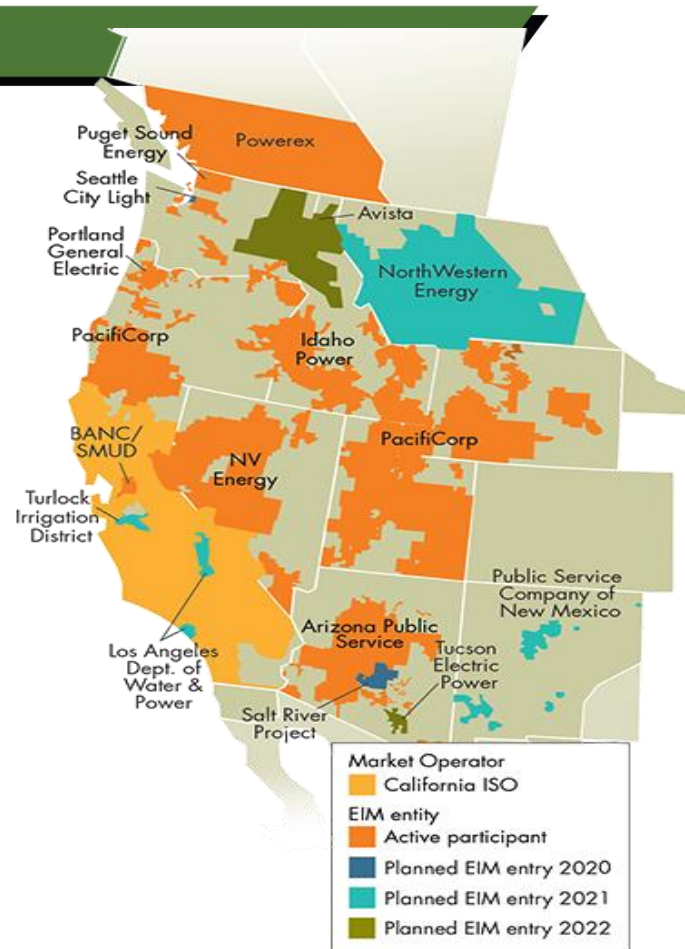 Puget Sound
Energy
Powerex
Seattle
City Light
Avista
Portland
General
Electric
NorthWestern
Energy
PacifiCorp
Idaho
Power
BANC/
SMUD
NV
Energy
PacifiCorp
Turlock
Irrigation
District
Public Service
Company of
New Mexico
Arizona Public
Service
Los Angeles
Dept. of
Water &
Power
Tucson
Electric
Power
Salt River
Project
Market Operator
California ISO
EIM entity
Active participant
Planned EIM entry 2020
Planned EIM entry 2021
Planned EIM entry 2022